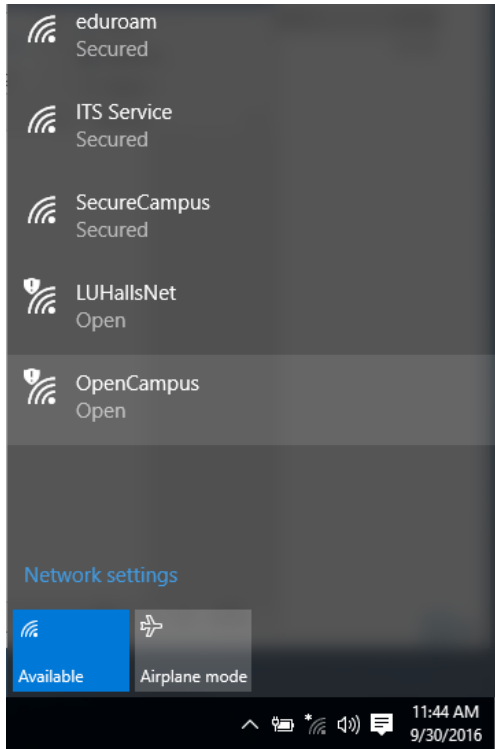 eduroam
Secured
ITS Service
Secured
SecureCampus
Secured
LUHallsNet
Open
OpenCampus
Open
Network settings
Available
Airplane mode
11:44 AM
9/30/2016